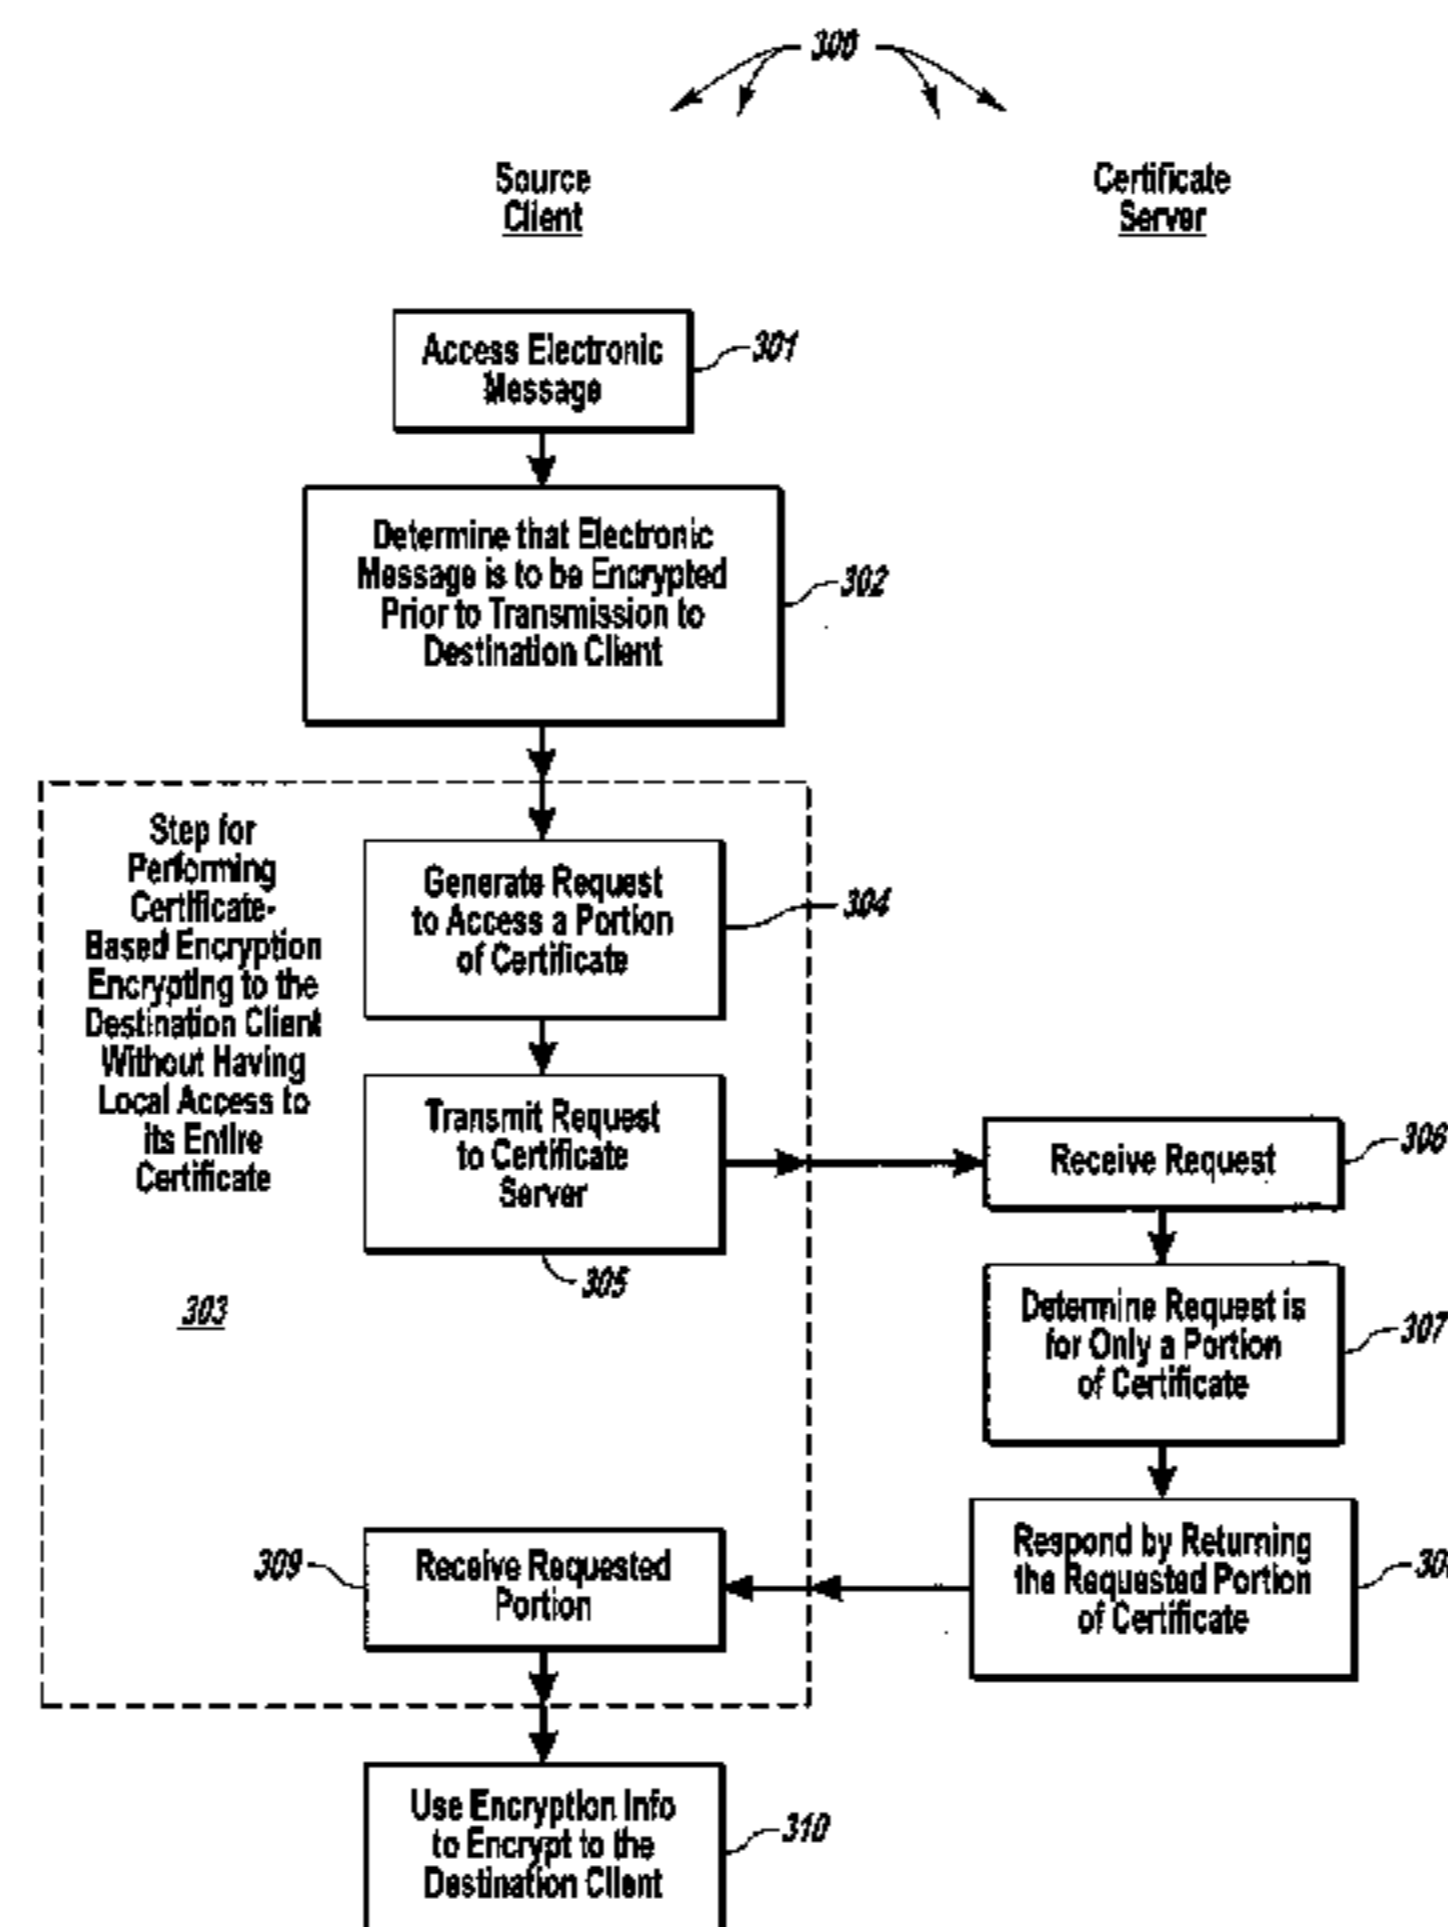 300
Source
Client
Certificate
Server
Access Electronic
Message
301
Determine that Electronic
Message is to be Encrypted
Prior to Transmission to
Destination Client
302
Step for
Performing
Certificate-
Based Encryption
Encrypting to the
Destination Client
Without Having
Local Access to
its Entire
Certificate
303
Generate Request
to Access a Portion
of Certificate
304
Transmit Request
to Certificate
Server
305
Receive Request
306
Determine Request is
for Only a Portion
of Certificate
307
Respond by Returning
the Requested Portion
of Certificate
309
Receive Requested
Portion
Use Encryption Info
to Encrypt to the
Destination Client
310